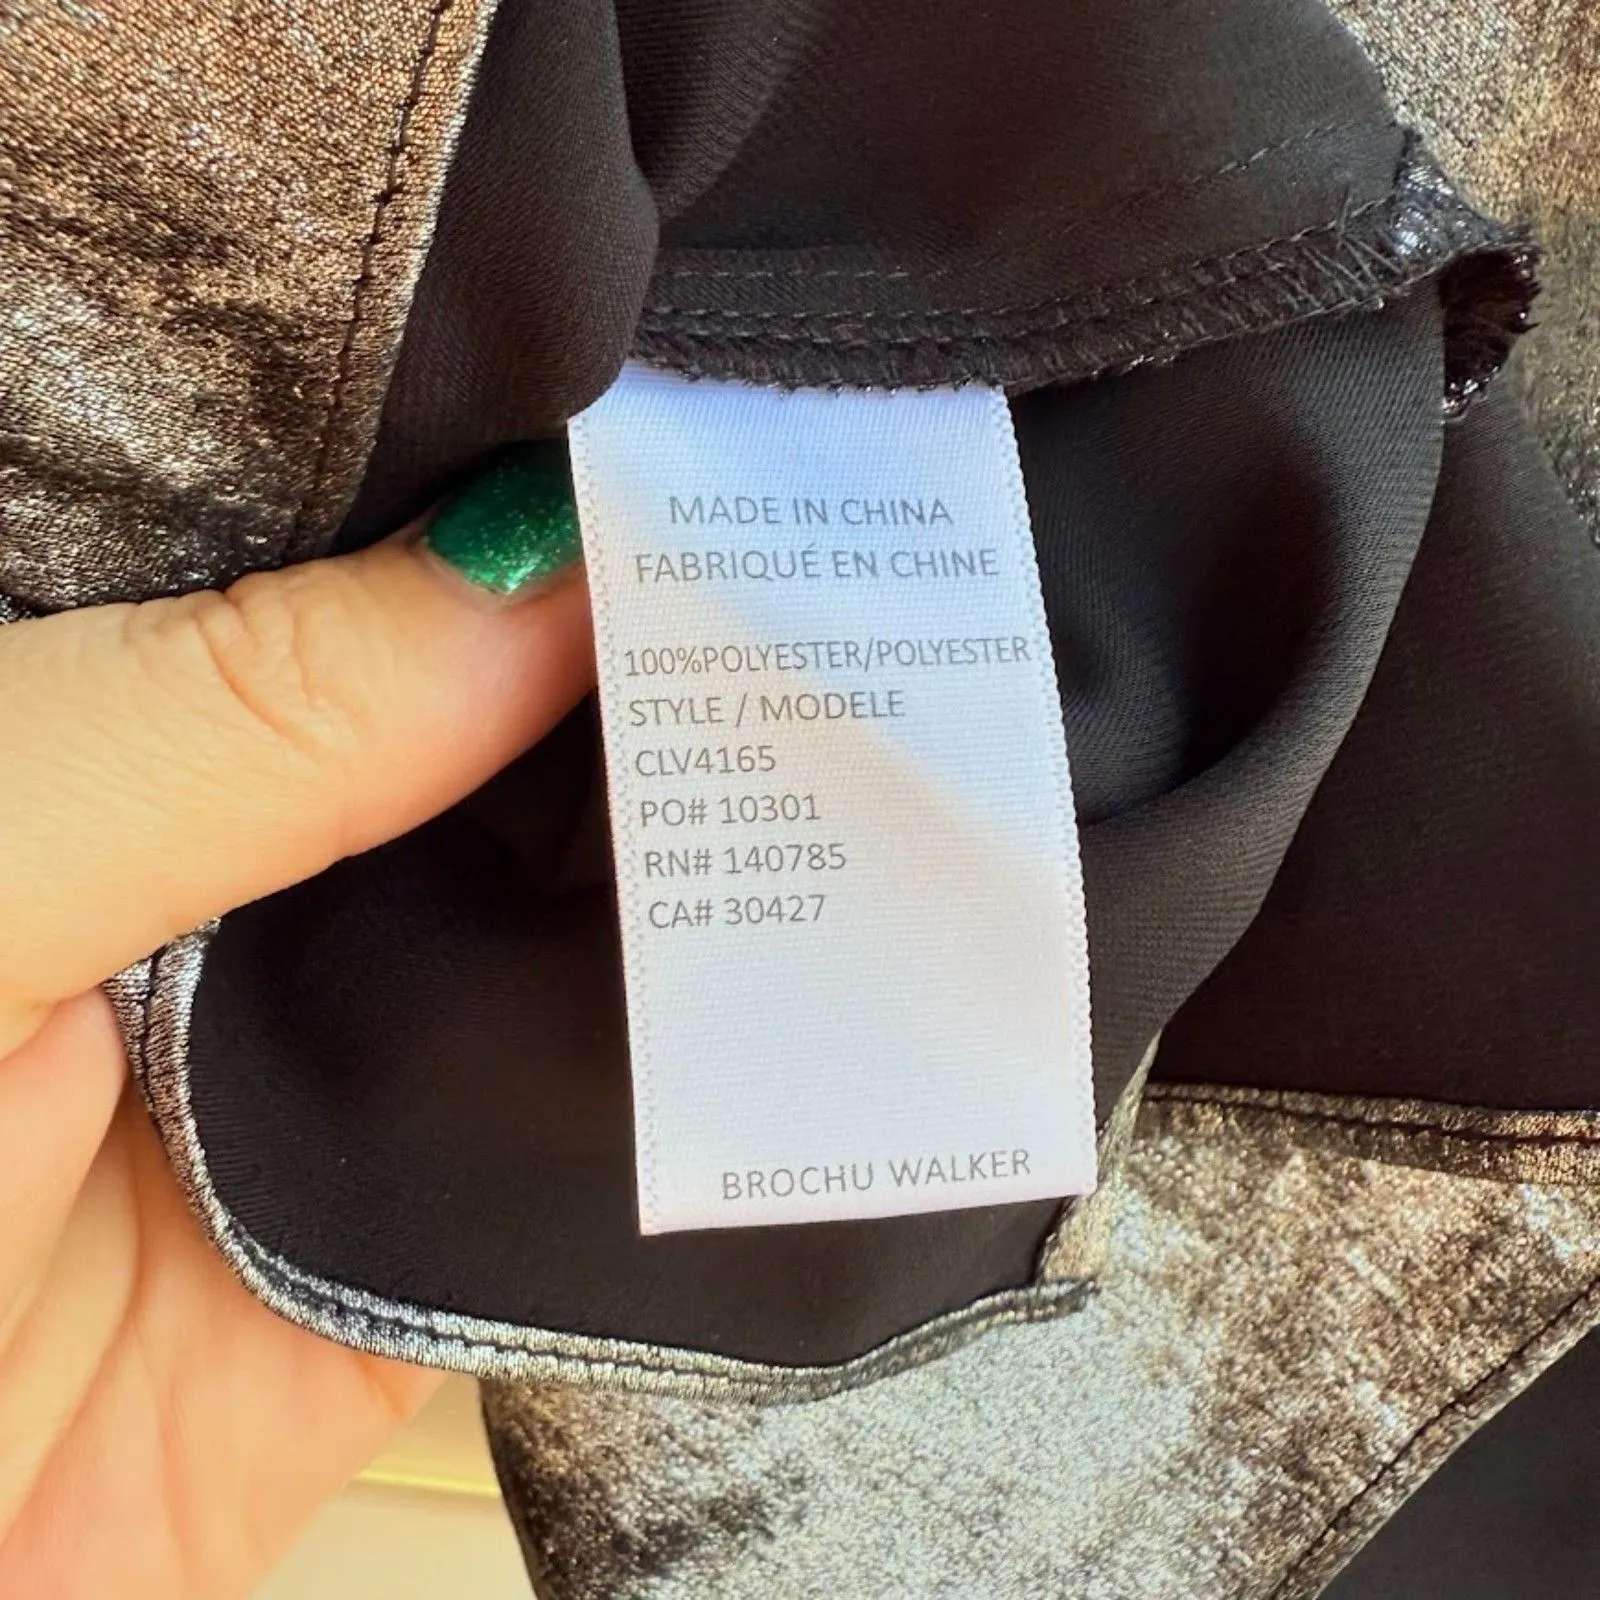 MADE IN CHINA
FABRIQUÉ EN CHINE
100%POLYESTER/POLYESTER
STYLE / MODELE
CLV4165
PO# 10301
RN# 140785
CA# 30427
BROCHU WALKER